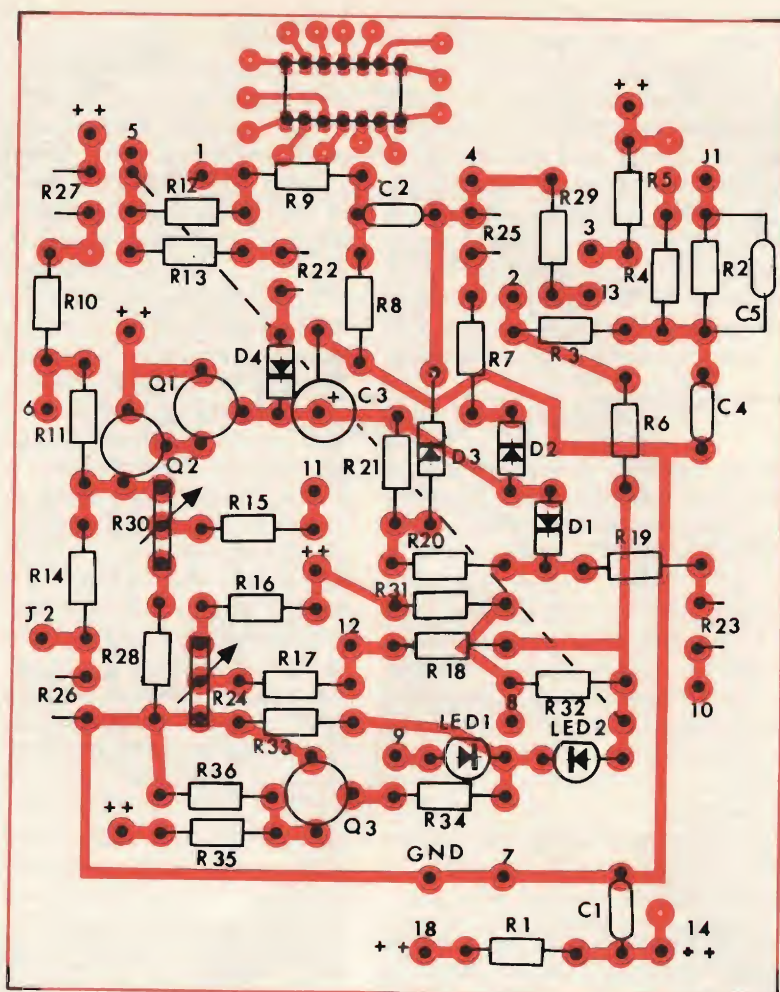 ++
++
5
1
4
J1
R27
R12
R9
C2
R29
R5
R25
3
R13
R22
R4
R2
R10
++
R8
2
13
C5
D4
R7
R3
Q1
C3
+
6
R11
R6
C4
Q2
R21
D3
D2
11
R30
R15
D1
R20
R19
++
R14
R16
R31
J2
12
R23
R28
R17
R18
R26
R24
8
R32
10
R33
9
LED1
LED2
R36
++
R34
Q3
R35
GND
7
C1
18
R1
14
++
++